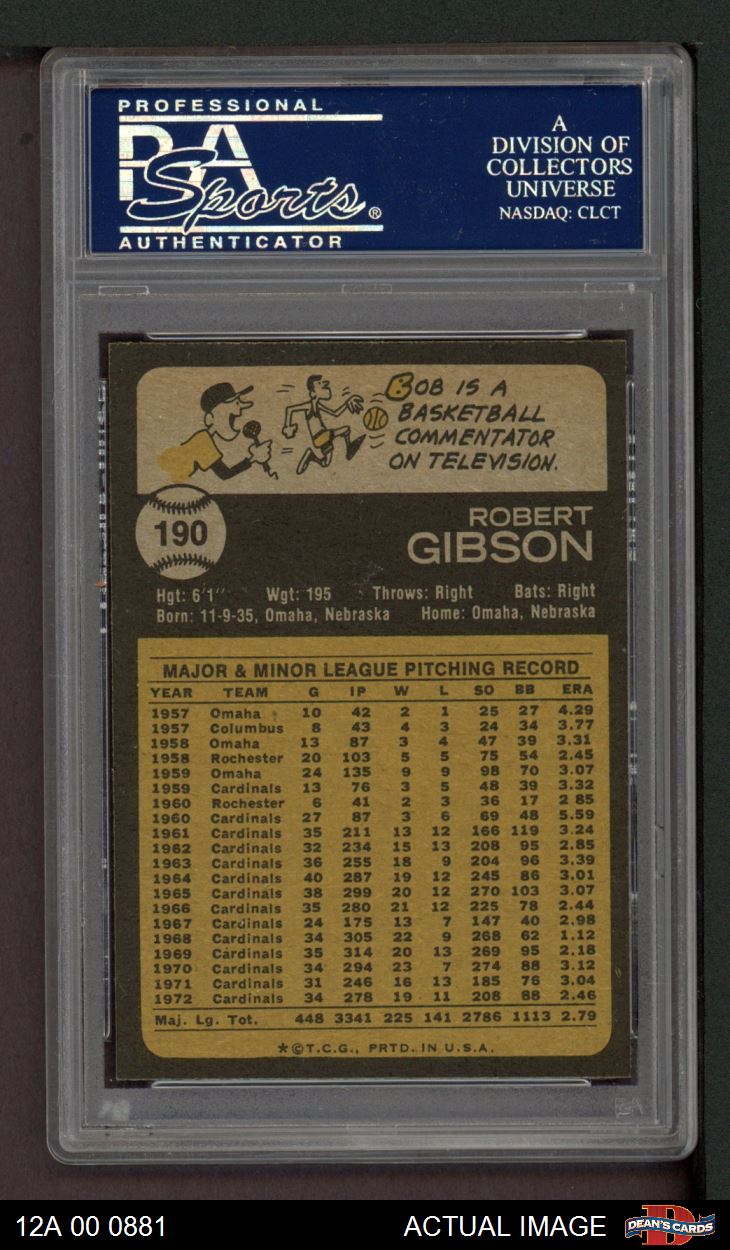 PROFESSIONAL
PSA
Sports®
AUTHENTICATOR
A
DIVISION OF
COLLECTORS
UNIVERSE
NASDAQ: CLCT
BOB IS A
BASKETBALL
COMMENTATOR
ON TELEVISION.
190
ROBERT
GIBSON
Hgt: 6'1" Wgt: 195 Throws: Right Bats: Right
Born: 11-9-35, Omaha, Nebraska Home: Omaha, Nebraska
MAJOR & MINOR LEAGUE PITCHING RECORD
YEAR TEAM G IP W L SO BB ERA
1957 Omaha 10 42 2 1 25 27 4.29
1957 Columbus 8 43 4 3 24 34 3.77
1958 Omaha 13 87 3 4 47 39 3.31
1958 Rochester 20 103 5 5 75 54 2.45
1959 Omaha 24 135 9 9 98 70 3.07
1959 Cardinals 13 76 3 5 48 39 3.32
1960 Rochester 6 41 2 3 36 17 2 85
1960 Cardinals 27 87 3 6 69 48 5.59
1961 Cardinals 35 211 13 12 166 119 3.24
1962 Cardinals 32 234 15 13 208 95 2.85
1963 Cardinals 36 255 18 9 204 96 3.39
1964 Cardinals 40 287 19 12 245 86 3.01
1965 Cardinals 38 299 20 12 270 103 3.07
1966 Cardinals 35 280 21 12 225 78 2.44
1967 Cardinals 24 175 13 7 147 40 2.98
1968 Cardinals 34 305 22 9 268 62 1.12
1969 Cardinals 35 314 20 13 269 95 2.18
1970 Cardinals 34 294 23 7 274 88 3.12
1971 Cardinals 31 246 16 13 185 76 3.04
1972 Cardinals 34 278 19 11 208 88 2.46
Maj. Lg. Tot. 448 3341 225 141 2786 1113 2.79
*©T.C.G., PRTD. IN U.S.A.
PSA
12A 00 0881
ACTUAL IMAGE
DEAN'S CARDS